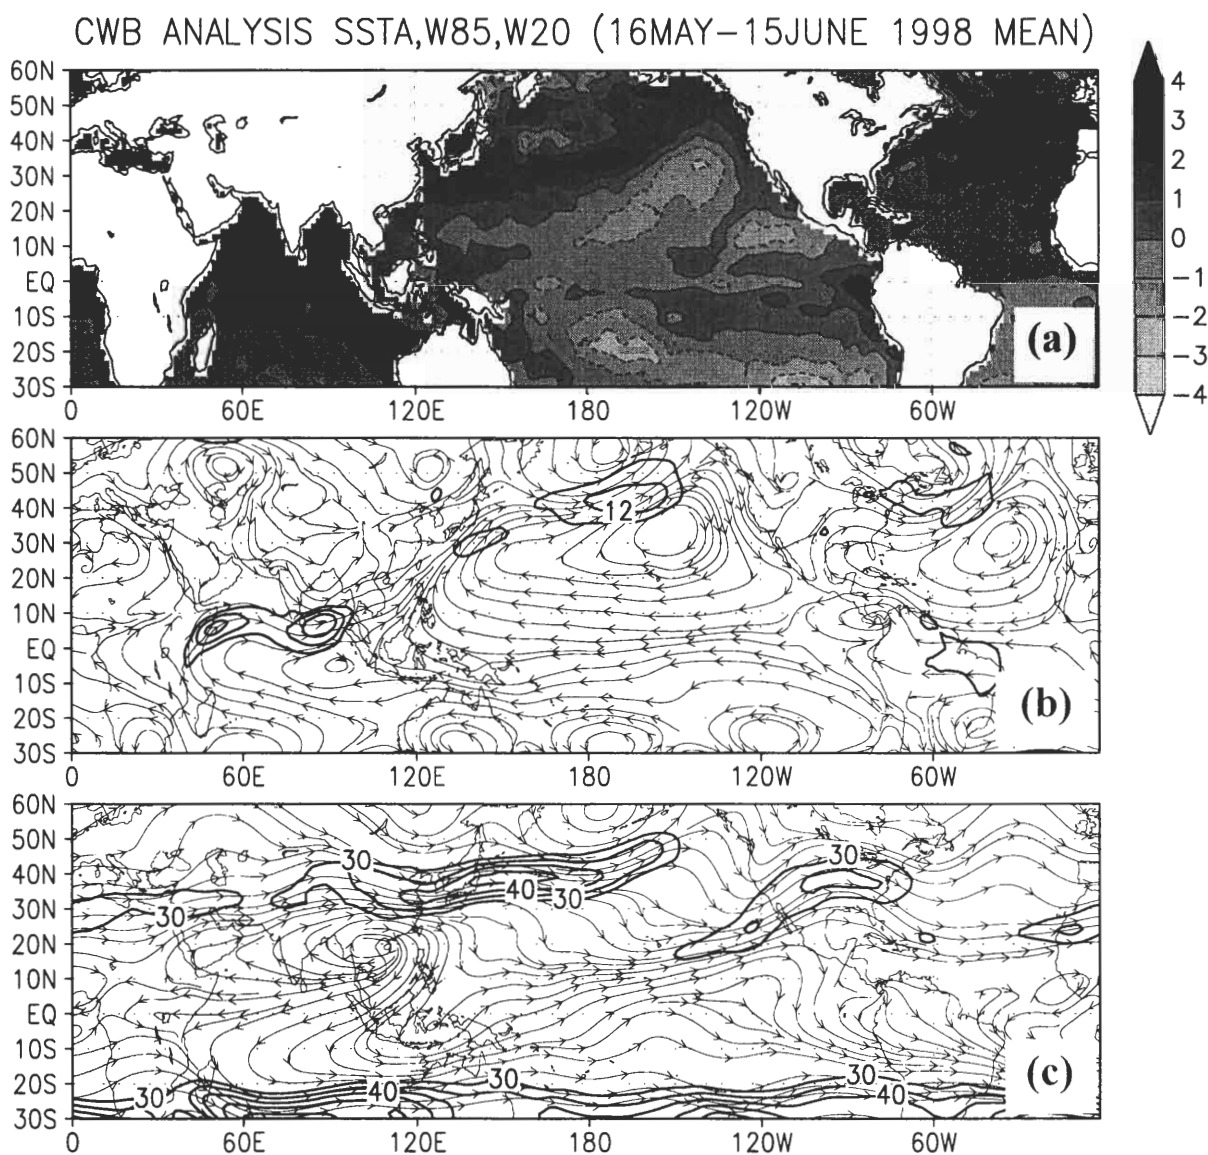 CWB ANALYSIS SSTA,W85,W20 (16MAY-15JUNE 1998 MEAN)
60N
50N
40N
30N
20N
10N
EQ
10S
20S
30S
0
60E
120E
180
120W
60W
(a)
4
3
2
1
0
-1
-2
-3
-4
60N
50N
40N
30N
20N
10N
EQ
10S
20S
30S
0
60E
120E
180
120W
60W
12
(b)
60N
50N
40N
30N
20N
10N
EQ
10S
20S
30S
0
60E
120E
180
120W
60W
30
30
40
30
30
30
40
30
30
40
(c)